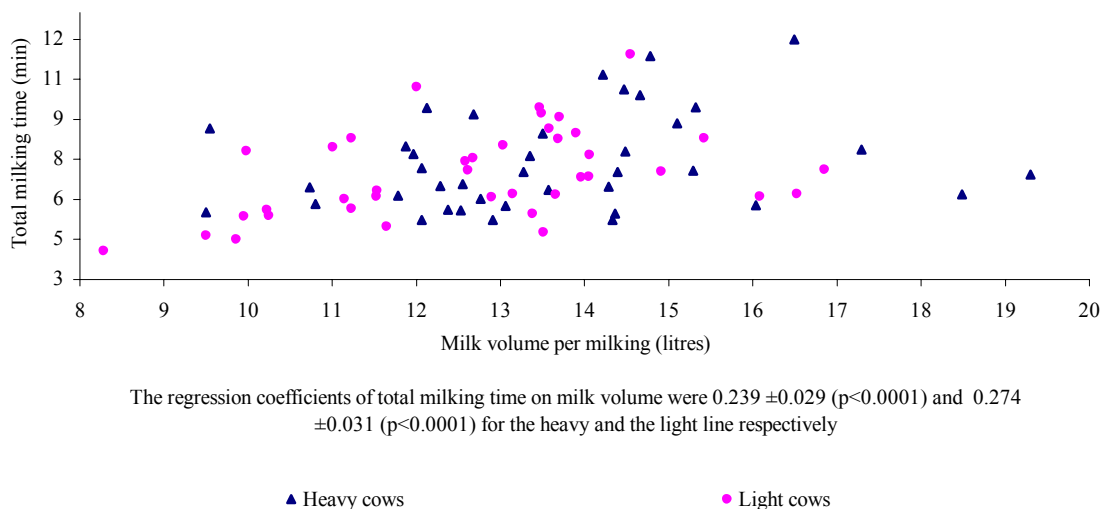 Total milking time (min)
12
11
9
8
6
5
3
8 9 10 11 12 13 14 15 16 17 18 19 20
Milk volume per milking (litres)
The regression coefficients of total milking time on milk volume were 0.239 ±0.029 (p<0.0001) and 0.274
±0.031 (p<0.0001) for the heavy and the light line respectively
Heavy cows Light cows